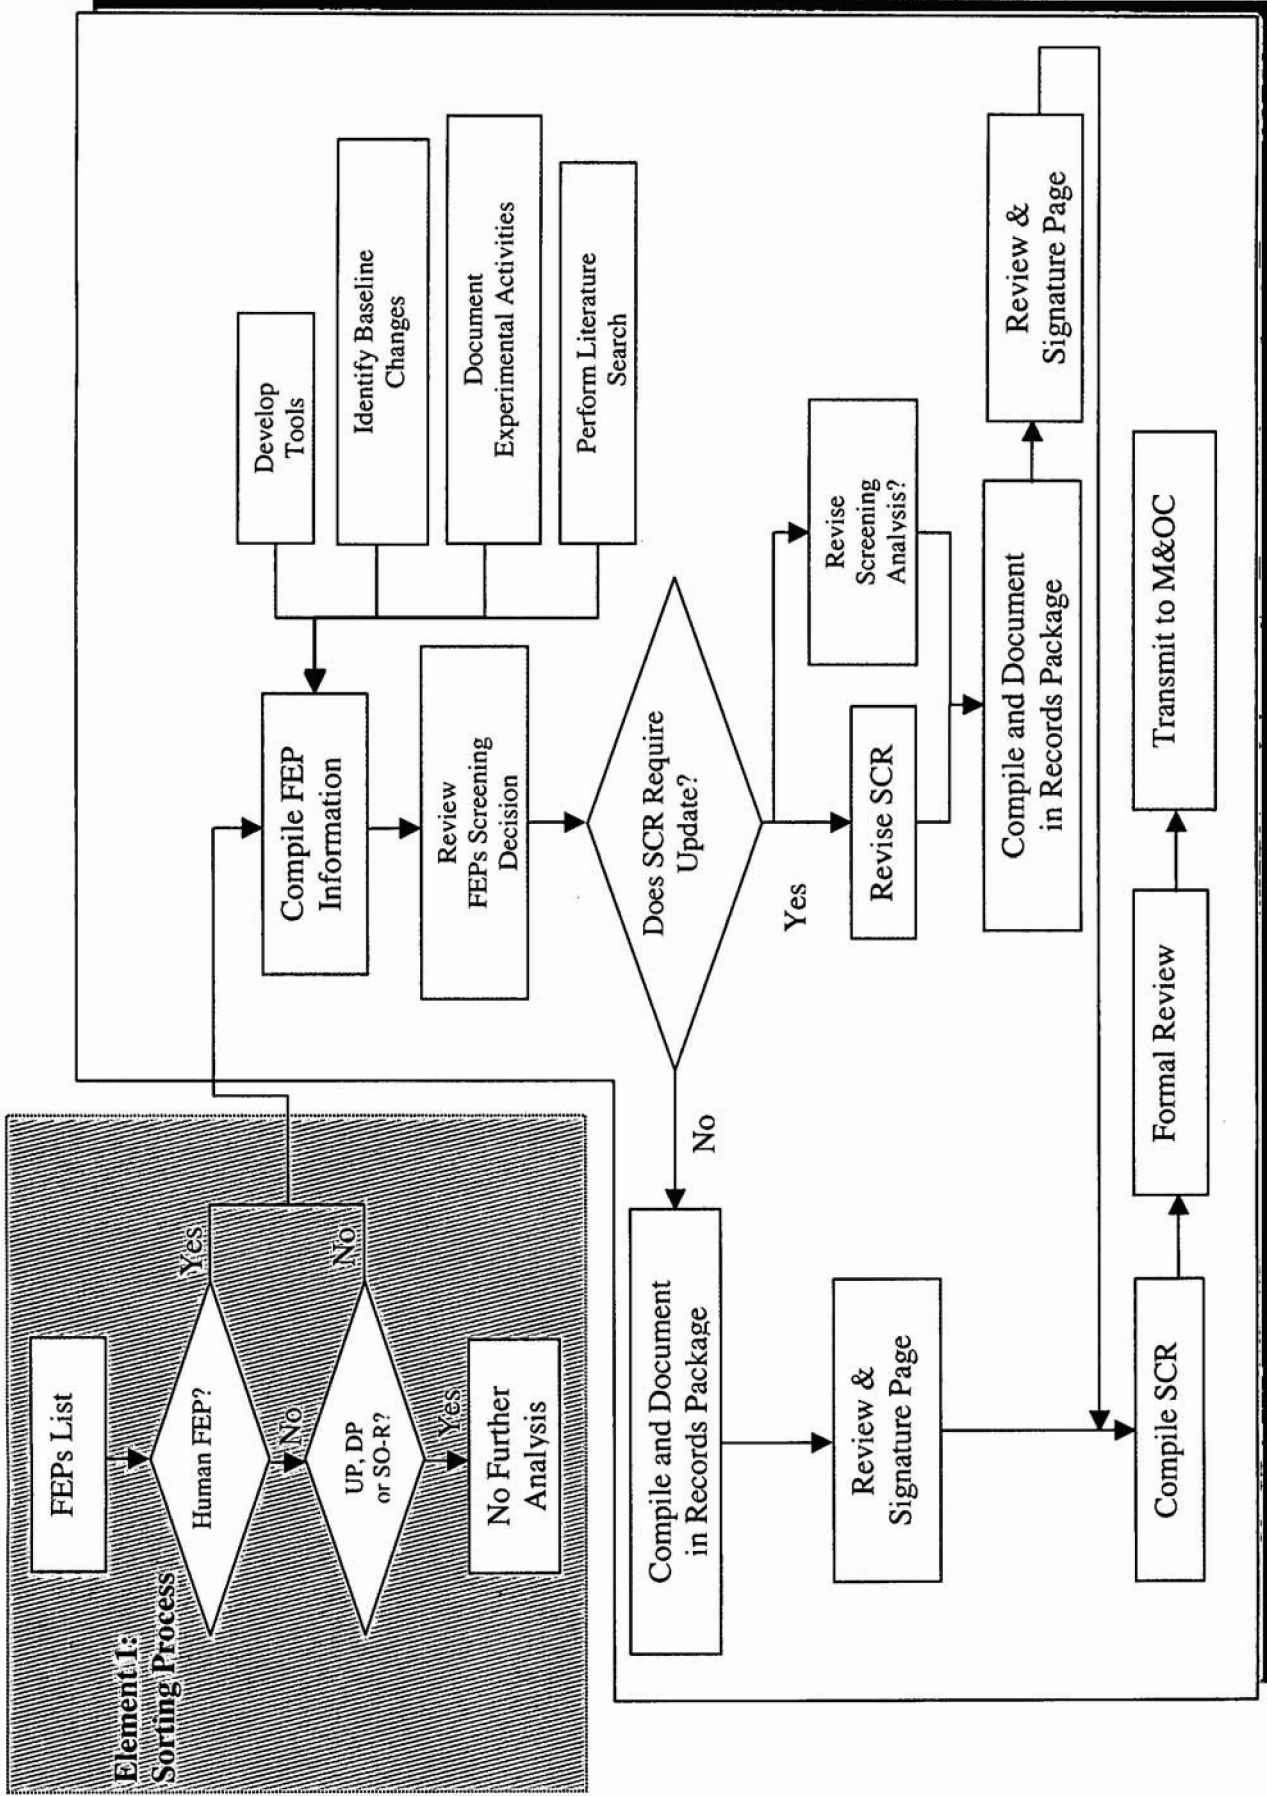 Element 1:
Sorting Process
FEPs List
Human FEP?
Yes
No
UP, DP
or SO-R?
No
Yes
No Further
Analysis
Develop
Tools
Identify Baseline
Changes
Document
Experimental Activities
Perform Literature
Search
Compile FEP
Information
Review
FEPs Screening
Decision
Does SCR Require
Update?
No
Yes
Revise SCR
Revise
Screening
Analysis?
Compile and Document
in Records Package
Review &
Signature Page
Compile and Document
in Records Package
Review &
Signature Page
Compile SCR
Formal Review
Transmit to M&OC